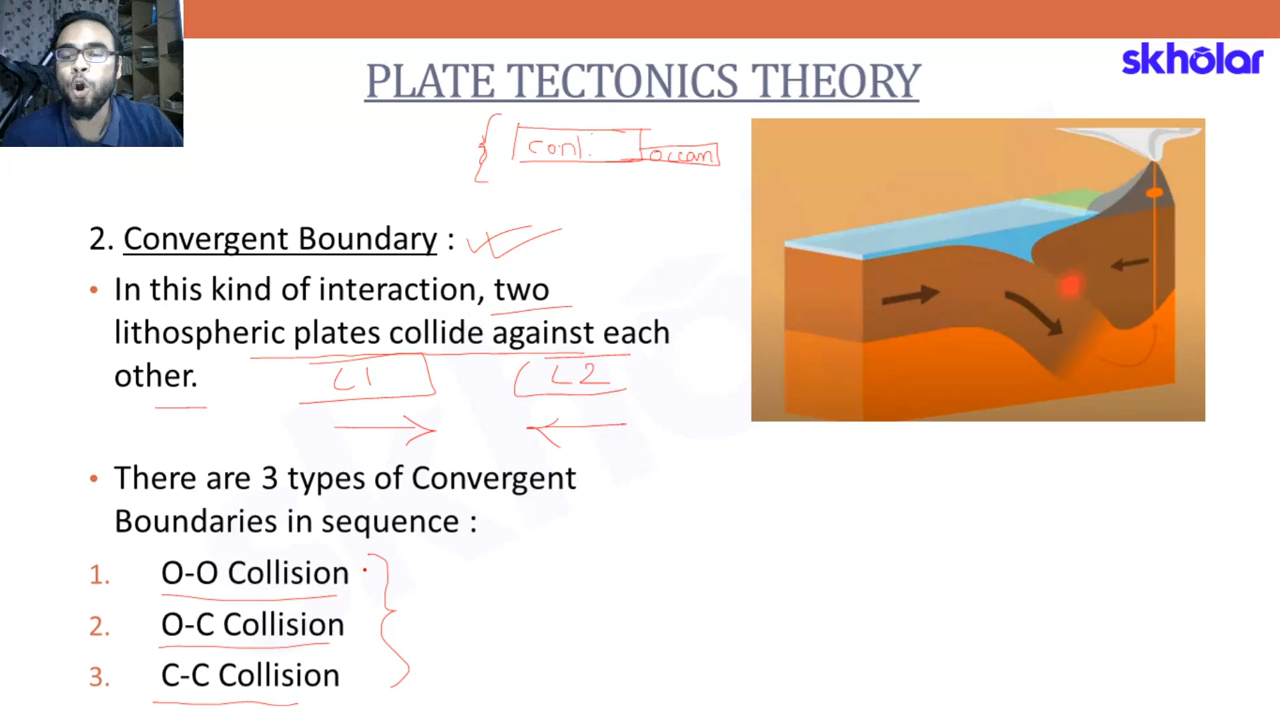 skholar
PLATE TECTONICS THEORY
cont. ocean
2. Convergent Boundary :
• In this kind of interaction, two
lithospheric plates collide against each
other.
L1 L2
• There are 3 types of Convergent
Boundaries in sequence :
1. O-O Collision
2. O-C Collision
3. C-C Collision